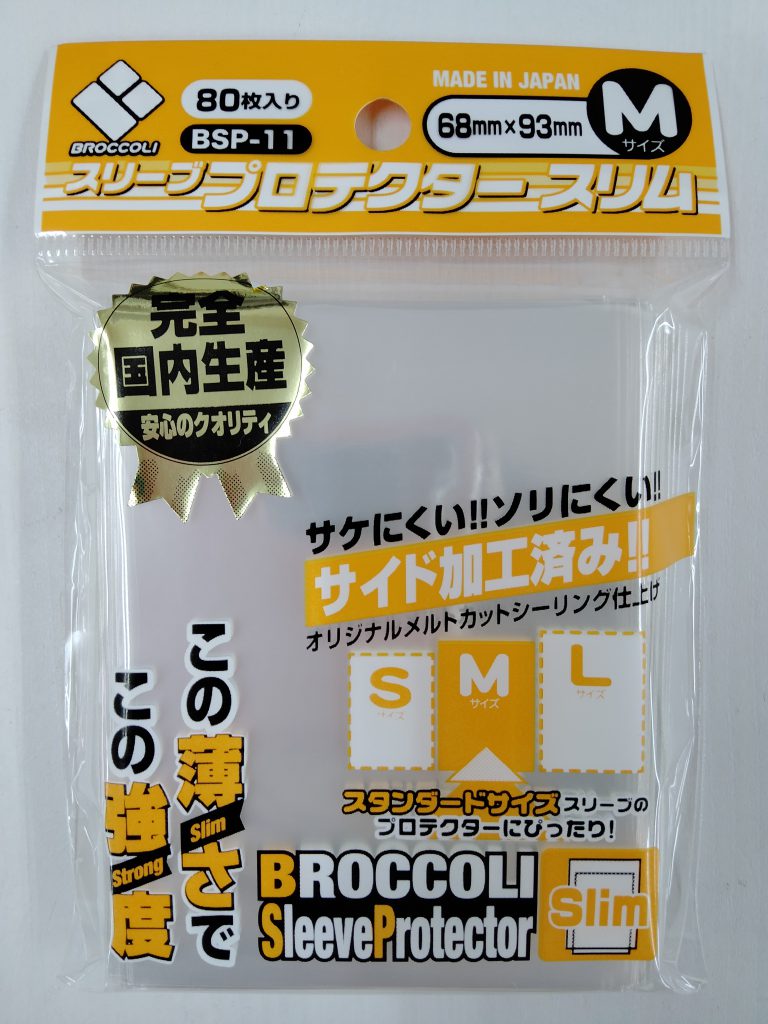 BROCCOLI
80枚入り
BSP-11
MADE IN JAPAN
68mm×93mm
M
サイズ
スリーブプロテクター スリム
完全
国内生産
安心のクオリティ
サケにくい!!ソリにくい!!
サイド加工済み!!
オリジナルメルトカットシーリング仕上げ
S
サイズ
M
サイズ
L
サイズ
スタンダードサイズスリーブの
プロテクターにぴったり!
この薄さで
Slim
この強度
Strong
BROCCOLI
SleeveProtector
Slim